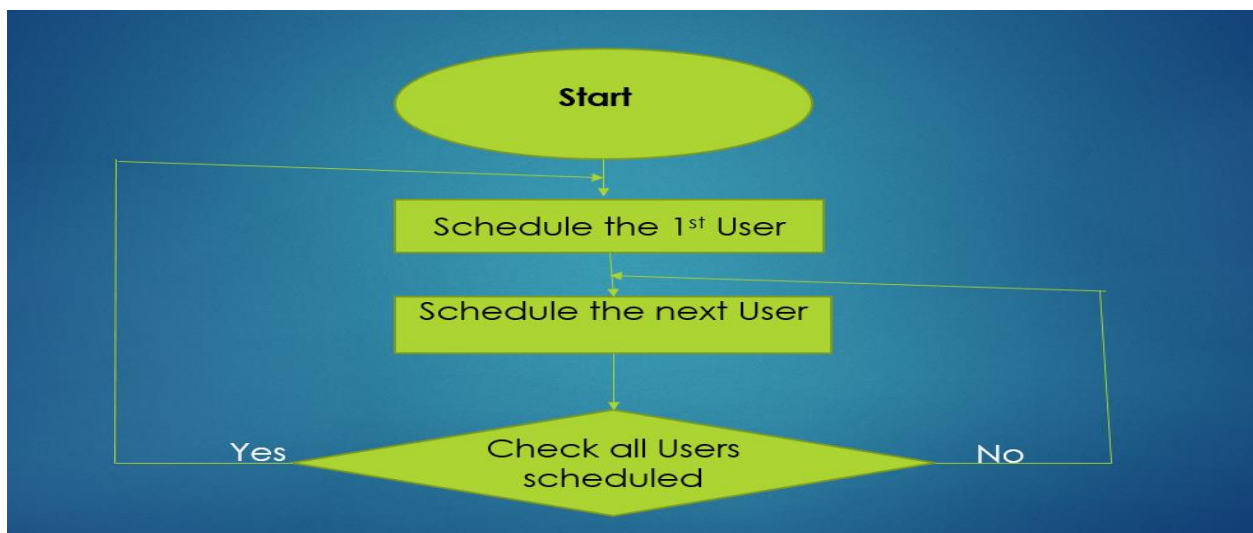 Start
Schedule the 1st User
Schedule the next User
Check all Users
scheduled
Yes
No